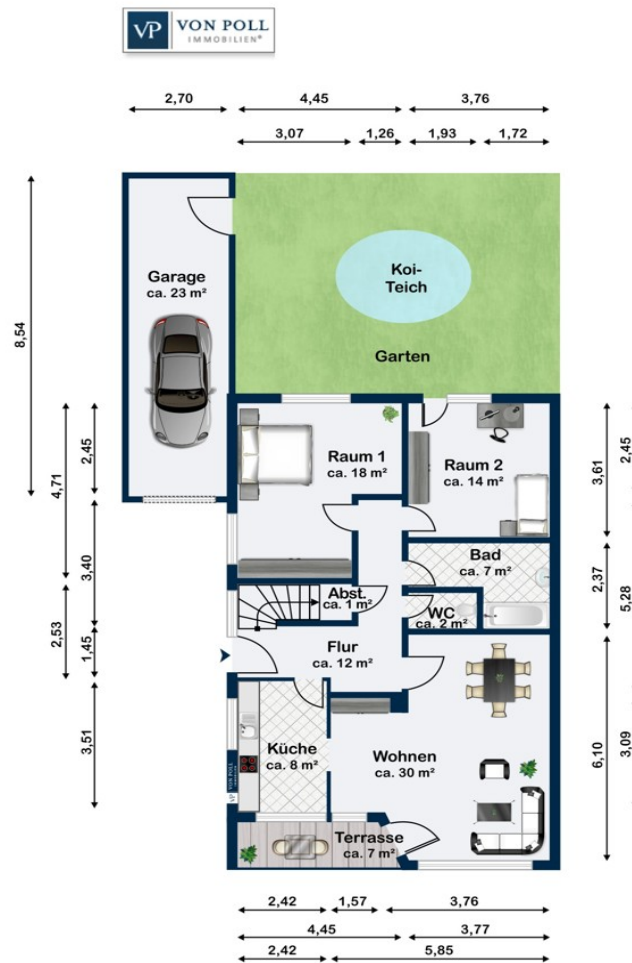 VP VON POLL
IMMOBILIEN®
2,70 4,45 3,76
3,07 1,26 1,93 1,72
8,54
4,71
2,45
3,40
2,53
1,45
3,51
Garage
ca. 23 m²
Koi-
Teich
Garten
Raum 1
ca. 18 m²
Raum 2
ca. 14 m²
Bad
ca. 7 m²
Abst.
ca. 1 m²
WC
ca. 2 m²
Flur
ca. 12 m²
Küche
ca. 8 m²
Wohnen
ca. 30 m²
Terrasse
ca. 7 m²
VP VON POLL
IMMOBILIEN
3,61
2,45
2,37
5,28
6,10
3,09
2,42 1,57 3,76
4,45 3,77
2,42 5,85